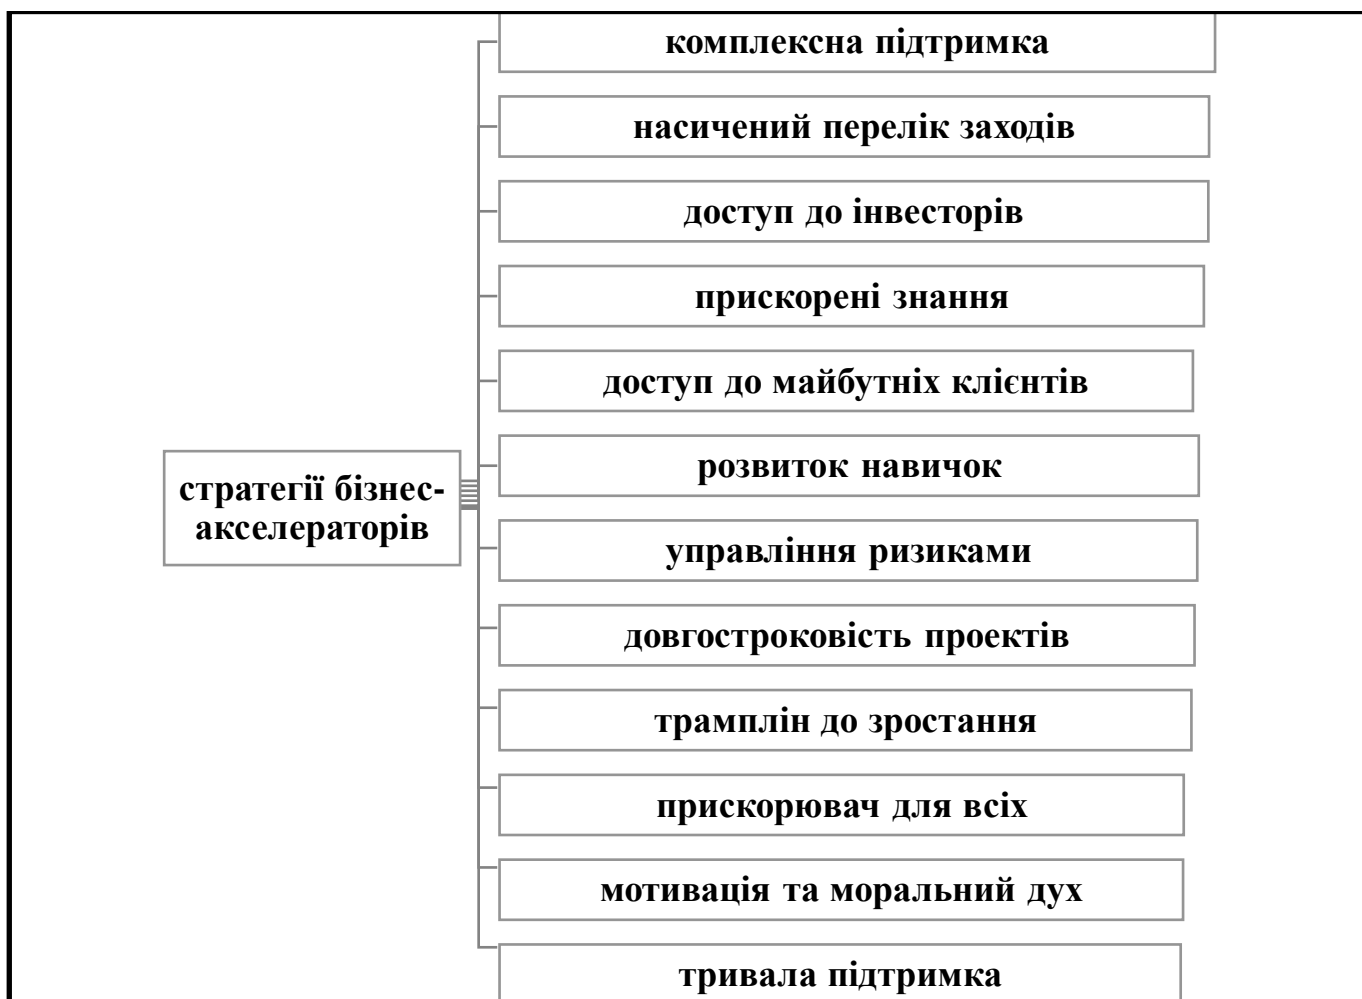 комплексна підтримка
насичений перелік заходів
доступ до інвесторів
прискорені знання
доступ до майбутніх клієнтів
розвиток навичок
стратегії бізнес-
акселераторів
управління ризиками
довгостроковість проектів
трамплін до зростання
прискорювач для всіх
мотивація та моральний дух
тривала підтримка